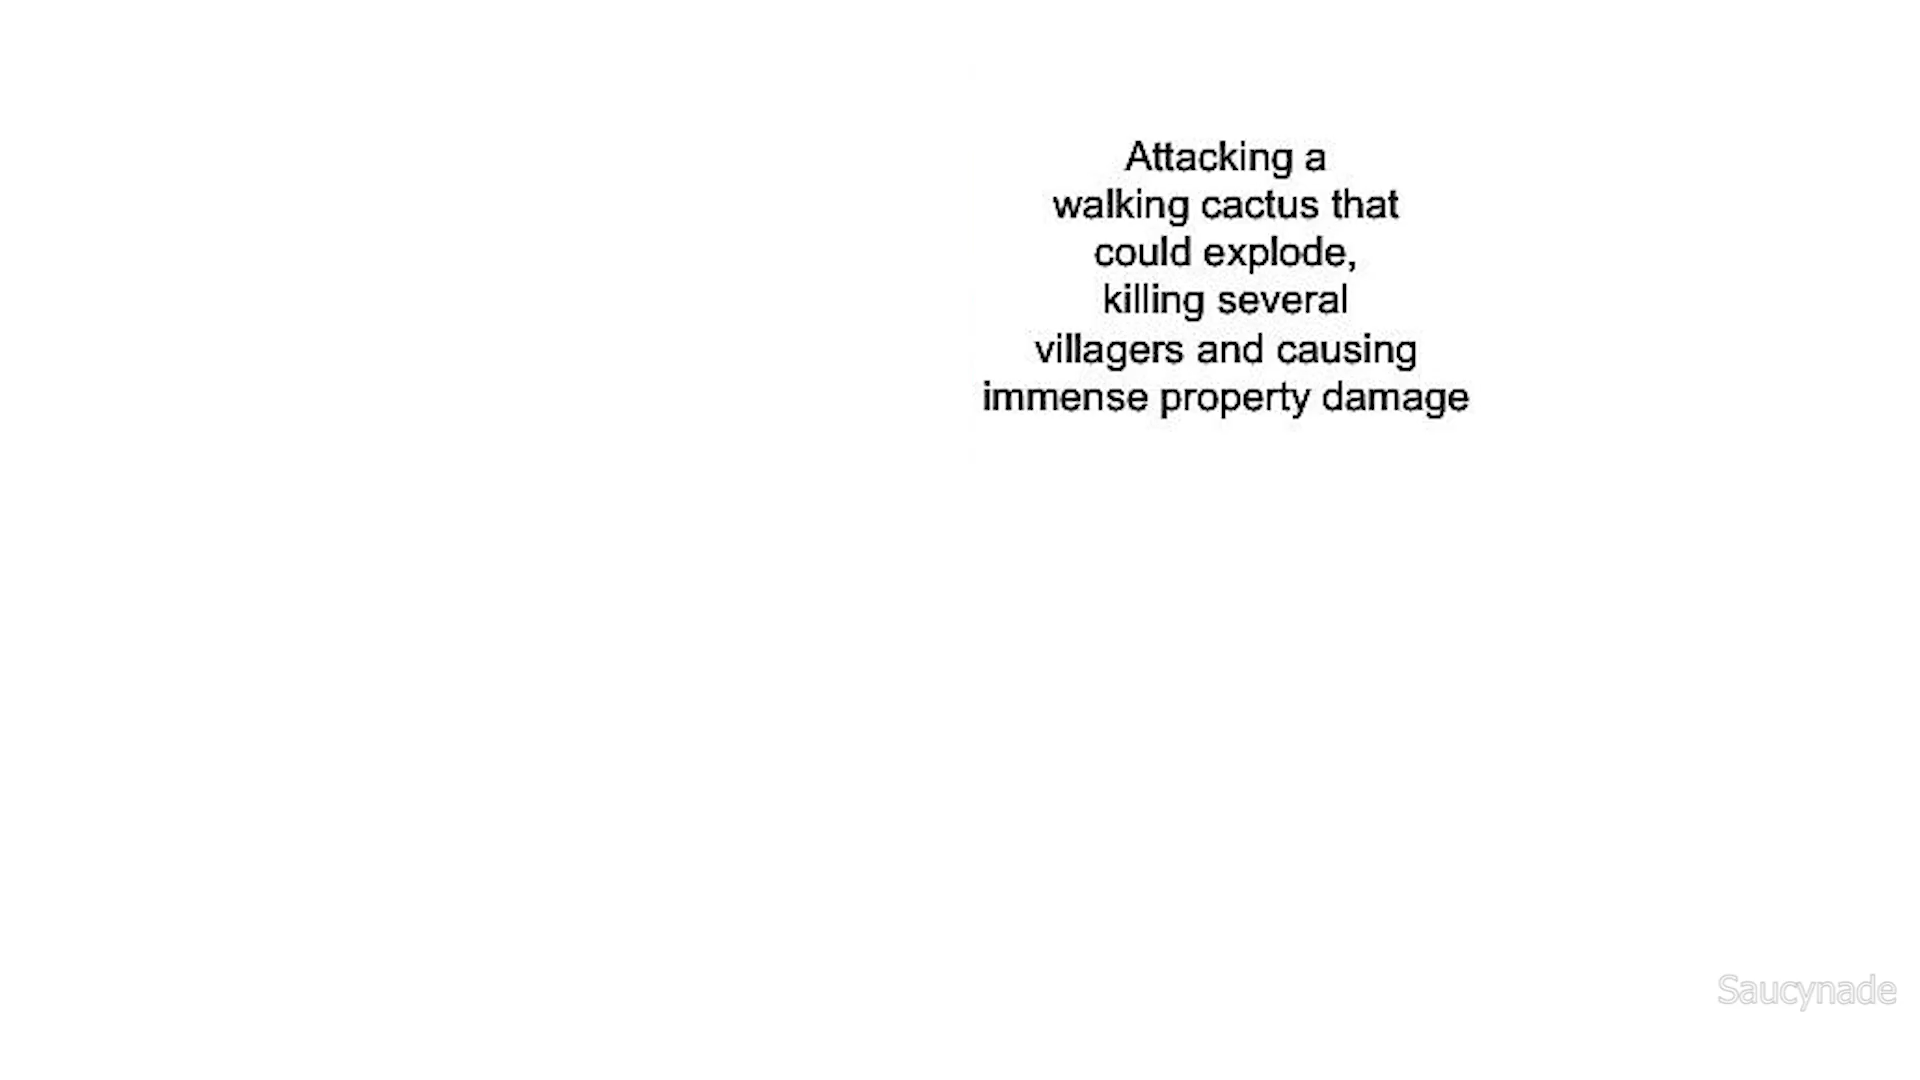 Attacking a
walking cactus that
could explode,
killing several
villagers and causing
immense property damage
Saucynade